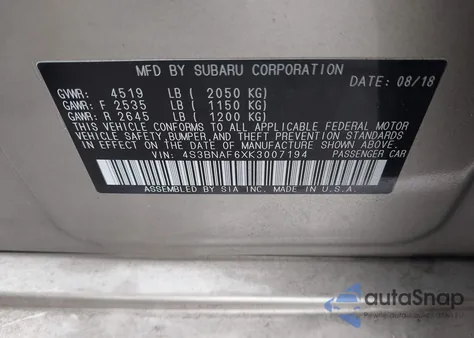 MFD BY SUBARU CORPORATION
DATE: 08/18
GVWR: 4519 LB ( 2050 KG)
GAWR: F 2535 LB ( 1150 KG)
GAWR: R 2645 LB ( 1200 KG)
THIS VEHICLE CONFORMS TO ALL APPLICABLE FEDERAL MOTOR
VEHICLE SAFETY,BUMPER,AND THEFT PREVENTION STANDARDS
IN EFFECT ON THE DATE OF MANUFACTURE SHOWN ABOVE.
VIN: 4S3BNAF6XK3007194 PASSENGER CAR
ASSEMBLED BY SIA INC. MADE IN U.S.A.
autoSnap